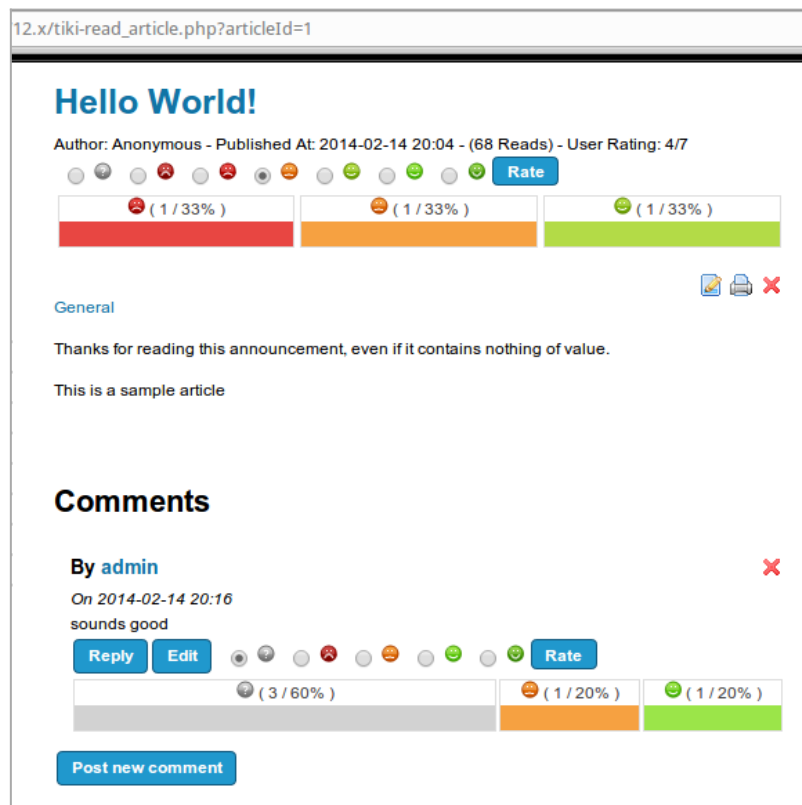 12.x/tiki-read_article.php?articleId=1
Hello World!
Author: Anonymous - Published At: 2014-02-14 20:04 - (68 Reads) - User Rating: 4/7
Rate
( 1 / 33% ) ( 1 / 33% ) ( 1 / 33% )
General
Thanks for reading this announcement, even if it contains nothing of value.
This is a sample article
Comments
By admin
On 2014-02-14 20:16
sounds good
Reply Edit Rate
( 3 / 60% ) ( 1 / 20% ) ( 1 / 20% )
Post new comment